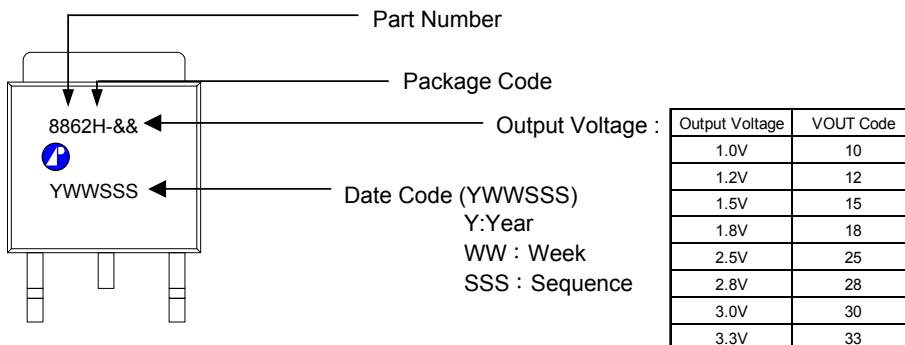 Part Number
Package Code
8862H-&&
Output Voltage :
YWWSSS
Date Code (YWWSSS)
Y:Year
WW : Week
SSS : Sequence
Output Voltage VOUT Code
1.0V 10
1.2V 12
1.5V 15
1.8V 18
2.5V 25
2.8V 28
3.0V 30
3.3V 33